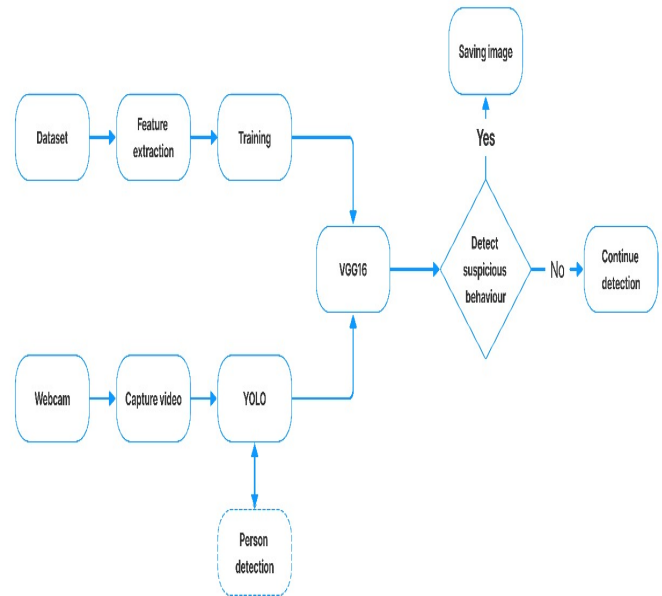 Saving image
Yes
Dataset
Feature
extraction
Training
VGG16
Detect
suspicious
behaviour
No
Continue
detection
Webcam
Capture video
YOLO
Person
detection